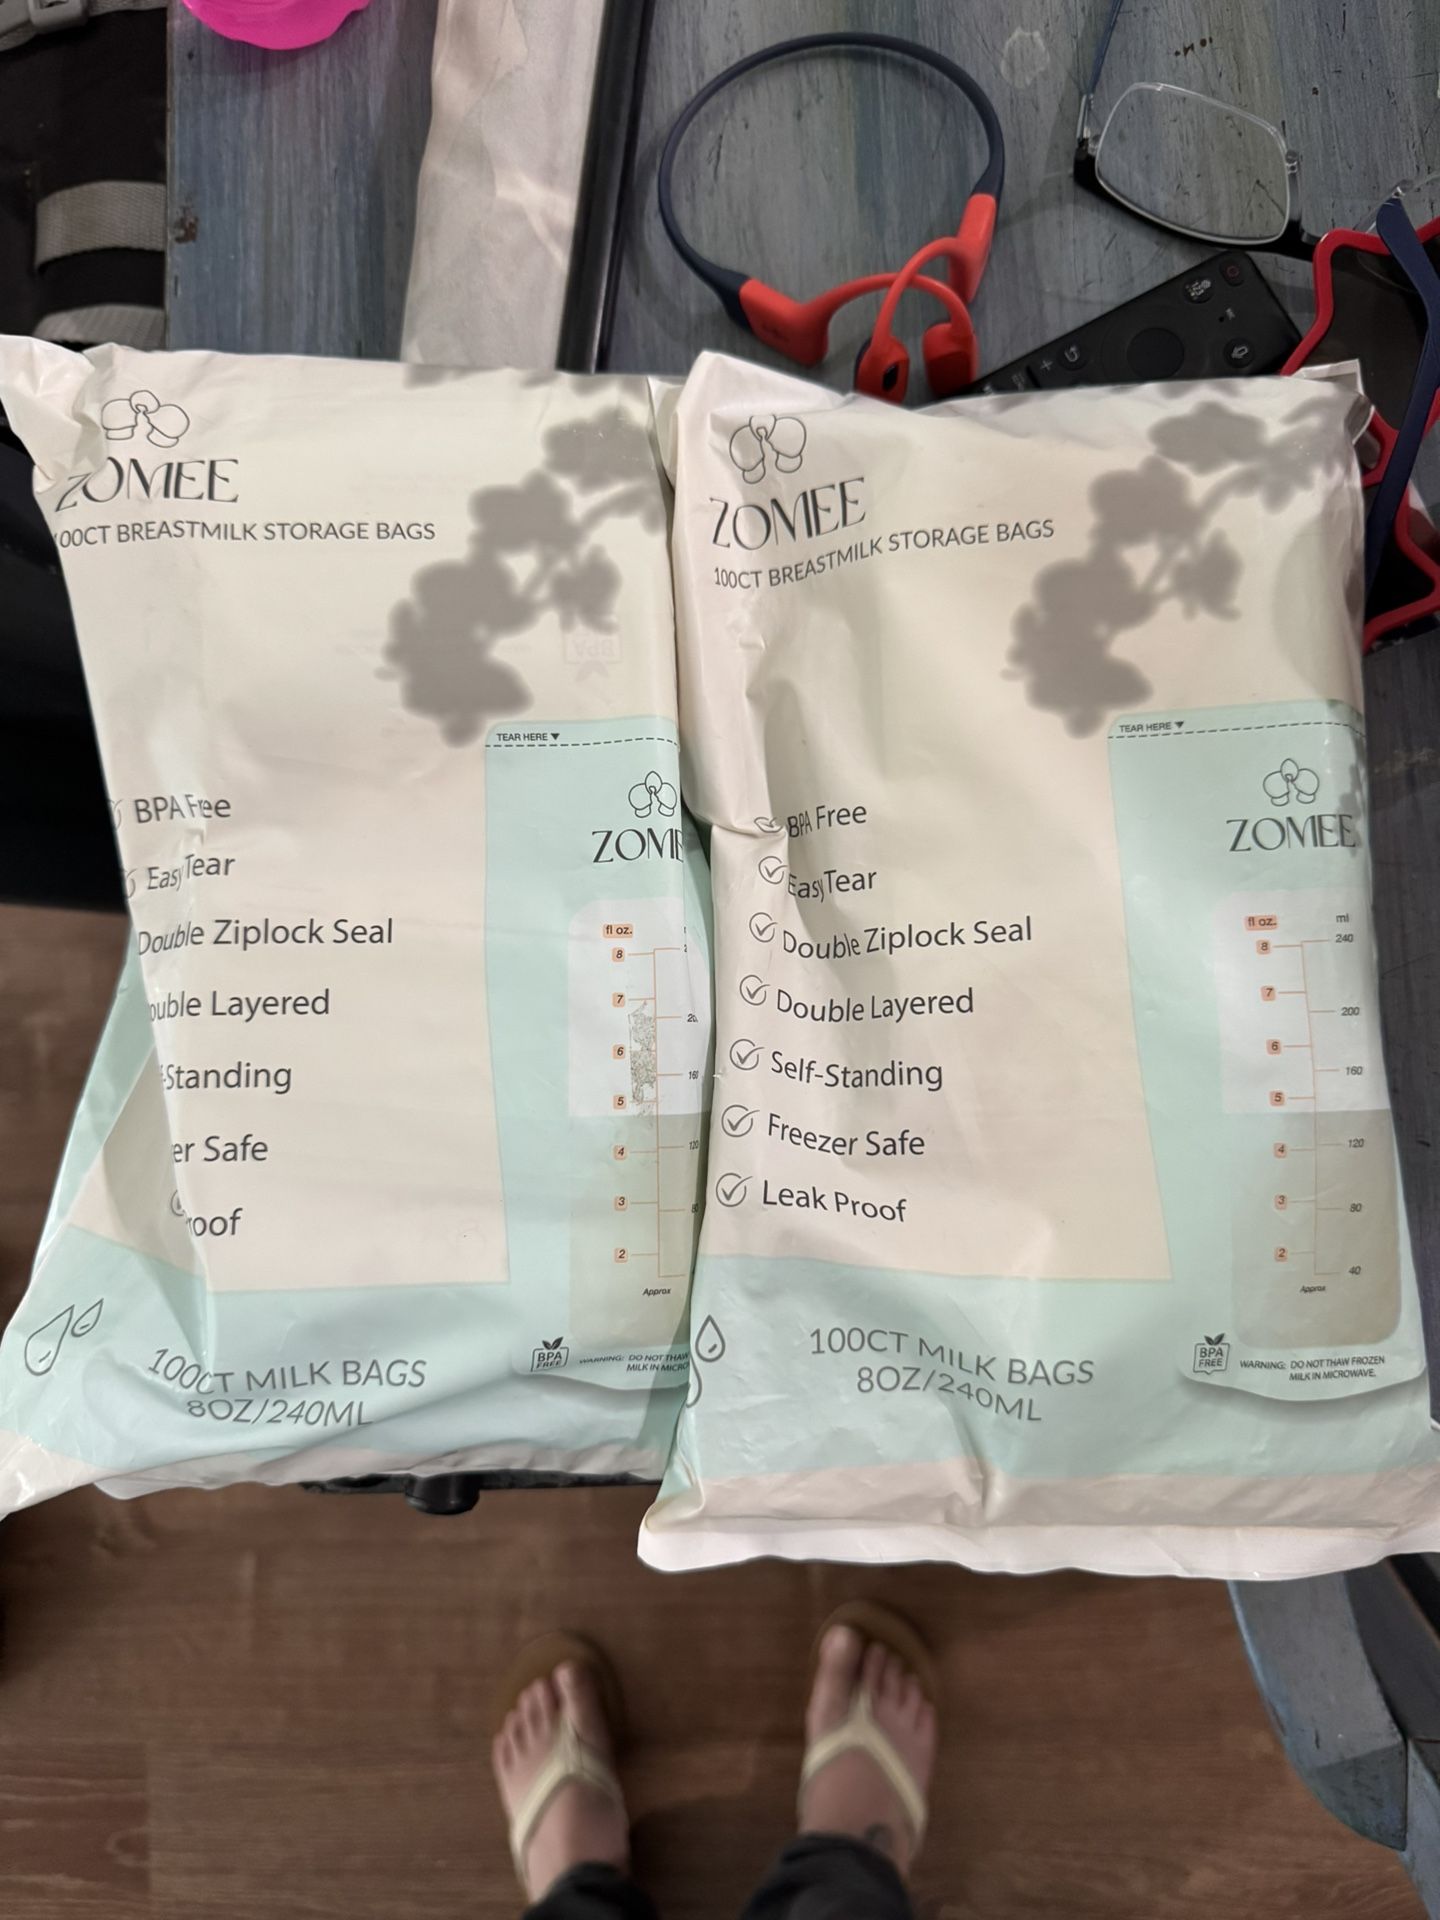 ZOMEE
100CT BREASTMILK STORAGE BAGS
BPA Free
Easy Tear
Double Ziplock Seal
ouble Layered
-Standing
er Safe
roof
TEAR HERE
ZOME
fl oz.
8
7
6
5
4
3
2
20
160
120
80
Approx
BPA
FREE
WARNING: DO NOT THAW
MILK IN MICRO
100CT MILK BAGS
8OZ/240ML
ZOMEE
100CT BREASTMILK STORAGE BAGS
BPA Free
Easy Tear
Double Ziplock Seal
Double Layered
Self-Standing
Freezer Safe
Leak Proof
TEAR HERE
ZOMEE
fl oz. ml
8 240
7
200
6
160
5
4 120
3 80
2 40
Approx
BPA
FREE
WARNING: DO NOT THAW FROZEN
MILK IN MICROWAVE.
100CT MILK BAGS
8OZ/240ML